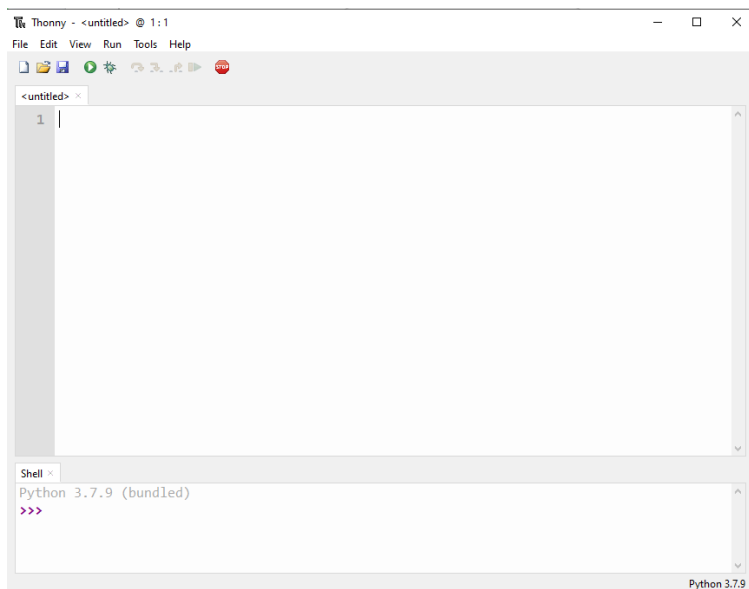 Thonny - <untitled> @ 1:1
File Edit View Run Tools Help
STOP
<untitled> ×
1
Shell ×
Python 3.7.9 (bundled)
>>>
Python 3.7.9